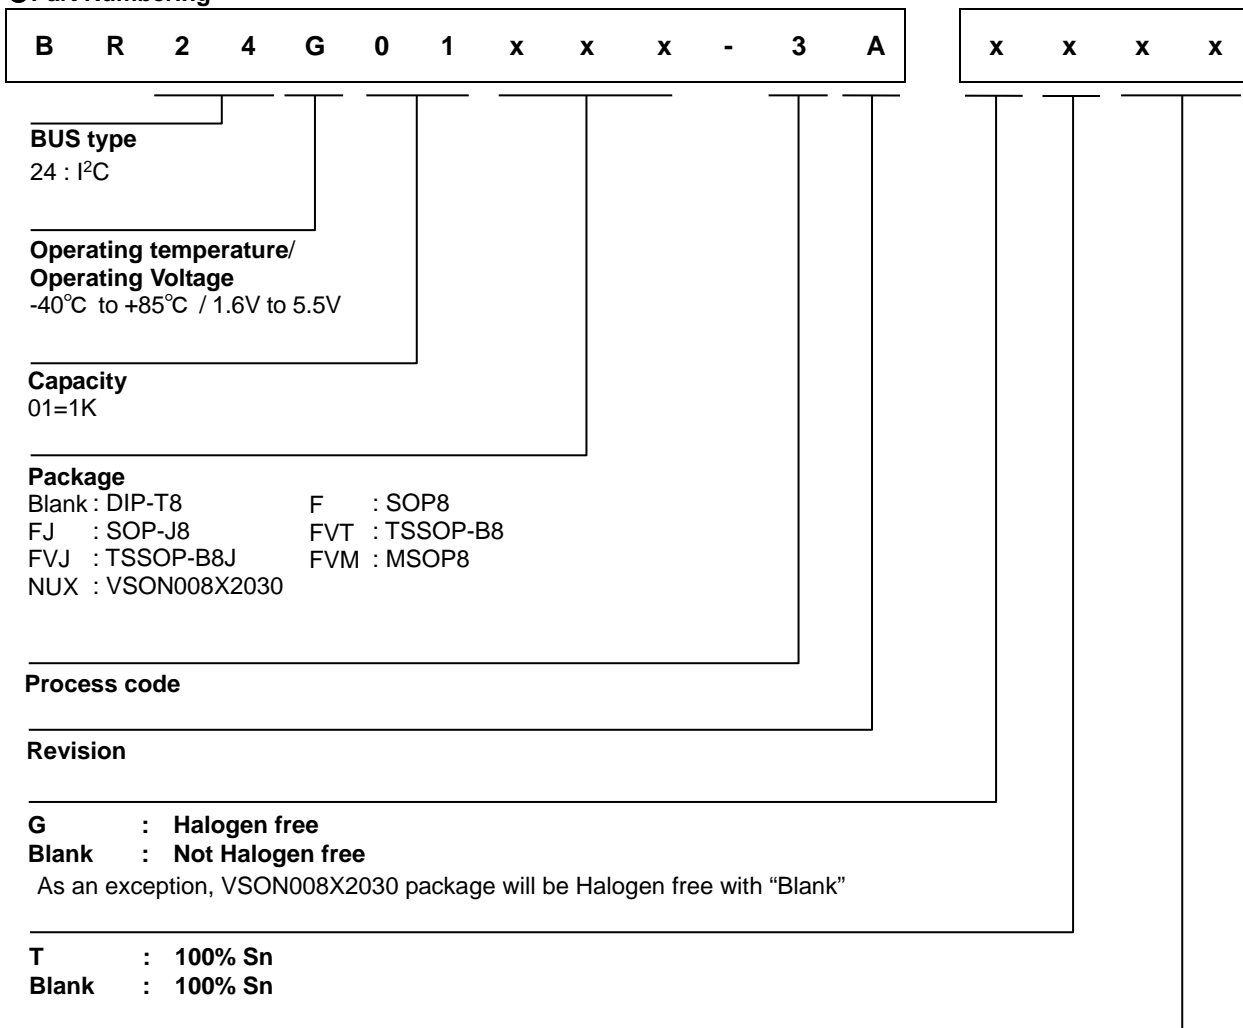 B R 2 4 G 0 1 x x x - 3 A x x x x
BUS type
24 : I²C
Operating temperature/
Operating Voltage
-40℃ to +85℃ / 1.6V to 5.5V
Capacity
01=1K
Package
Blank : DIP-T8 F : SOP8
FJ : SOP-J8 FVT : TSSOP-B8
FVJ : TSSOP-B8J FVM : MSOP8
NUX : VSON008X2030
Process code
Revision
G : Halogen free
Blank : Not Halogen free
As an exception, VSON008X2030 package will be Halogen free with “Blank”
T : 100% Sn
Blank : 100% Sn